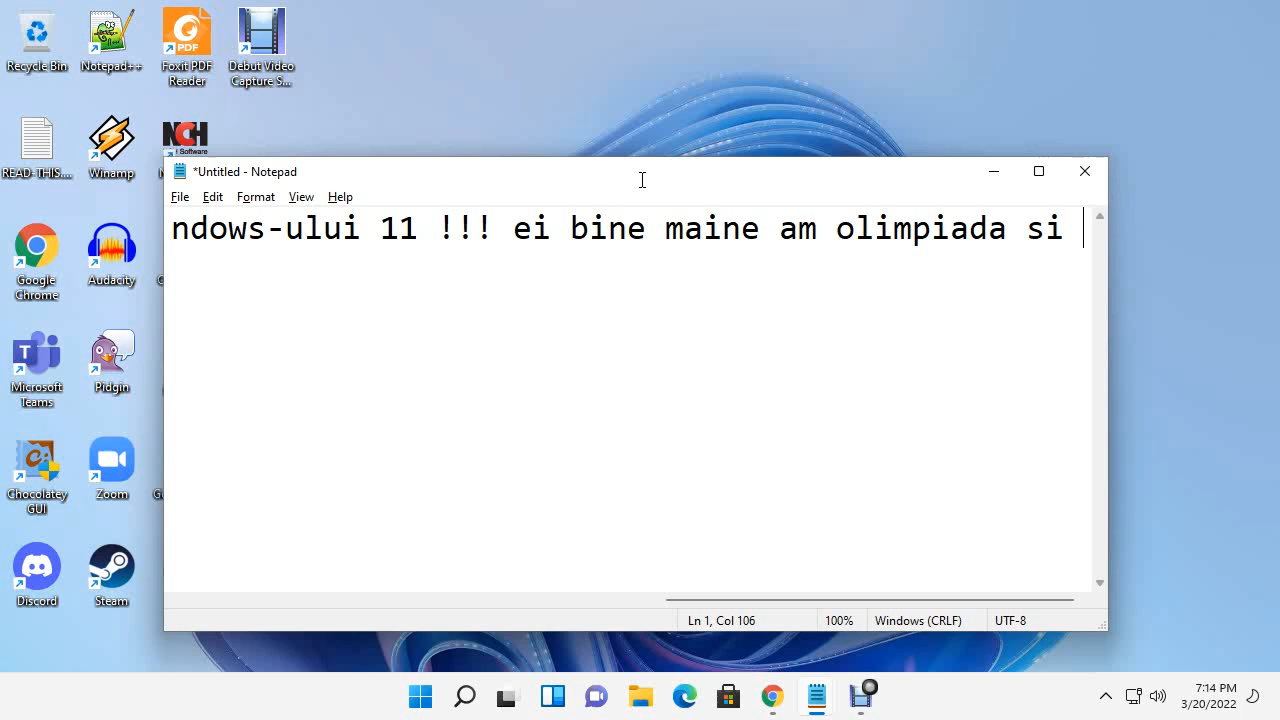 Recycle Bin
Notepad++
Foxit PDF
Reader
Debut Video
Capture S...
READ-THIS....
Winamp
NCH
Software
*Untitled - Notepad
File Edit Format View Help
ndows-ului 11 !!! ei bine maine am olimpiada si
Google
Chrome
Audacity
Microsoft
Teams
Pidgin
Chocolatey
GUI
Zoom
Discord
Steam
Ln 1, Col 106
100%
Windows (CRLF)
UTF-8
7:14 PM
3/20/2022